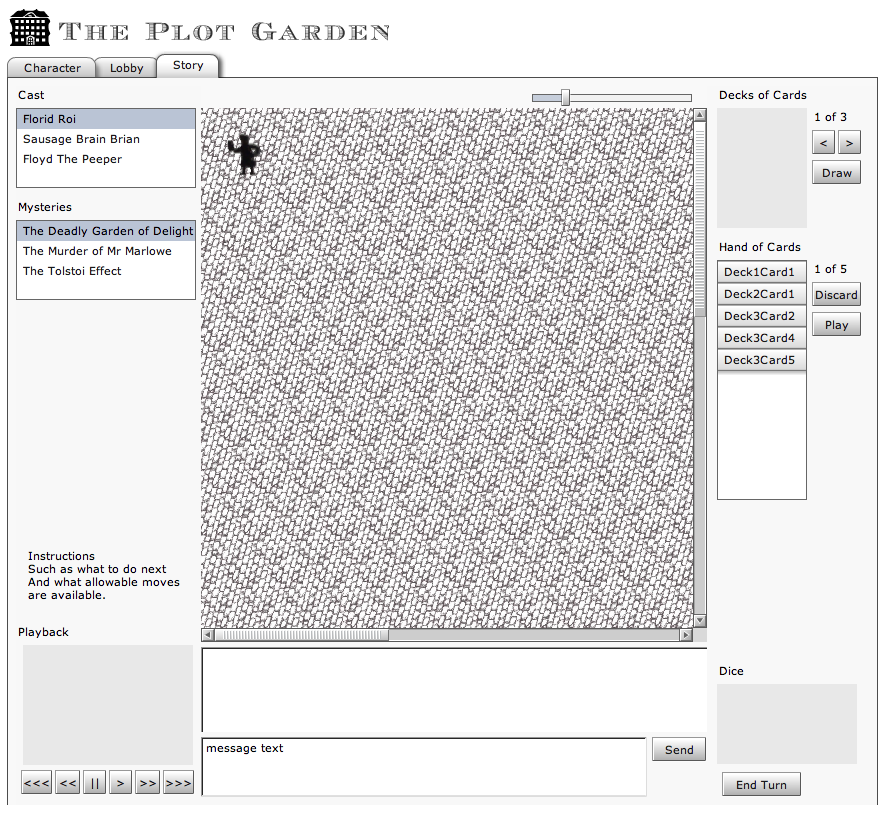 The Plot Garden
Character
Lobby
Story
Cast
Florid Roi
Sausage Brain Brian
Floyd The Peeper
Mysteries
The Deadly Garden of Delight
The Murder of Mr Marlowe
The Tolstoi Effect
Instructions
Such as what to do next
And what allowable moves
are available.
Playback
<<<
<<
||
>
>>
>>>
message text
Send
Decks of Cards
1 of 3
<
>
Draw
Hand of Cards
Deck1Card1
Deck2Card1
Deck3Card2
Deck3Card4
Deck3Card5
1 of 5
Discard
Play
Dice
End Turn